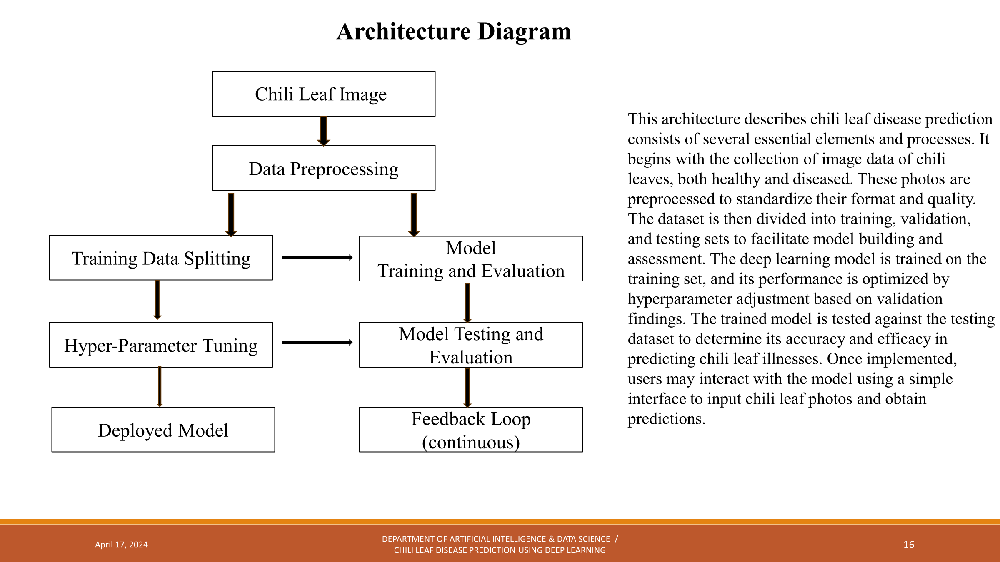 Architecture Diagram
Chili Leaf Image
Data Preprocessing
Training Data Splitting
Model
Training and Evaluation
Hyper-Parameter Tuning
Model Testing and
Evaluation
Deployed Model
Feedback Loop
(continuous)
This architecture describes chili leaf disease prediction
consists of several essential elements and processes. It
begins with the collection of image data of chili
leaves, both healthy and diseased. These photos are
preprocessed to standardize their format and quality.
The dataset is then divided into training, validation,
and testing sets to facilitate model building and
assessment. The deep learning model is trained on the
training set, and its performance is optimized by
hyperparameter adjustment based on validation
findings. The trained model is tested against the testing
dataset to determine its accuracy and efficacy in
predicting chili leaf illnesses. Once implemented,
users may interact with the model using a simple
interface to input chili leaf photos and obtain
predictions.
April 17, 2024
DEPARTMENT OF ARTIFICIAL INTELLIGENCE & DATA SCIENCE /
CHILI LEAF DISEASE PREDICTION USING DEEP LEARNING
16